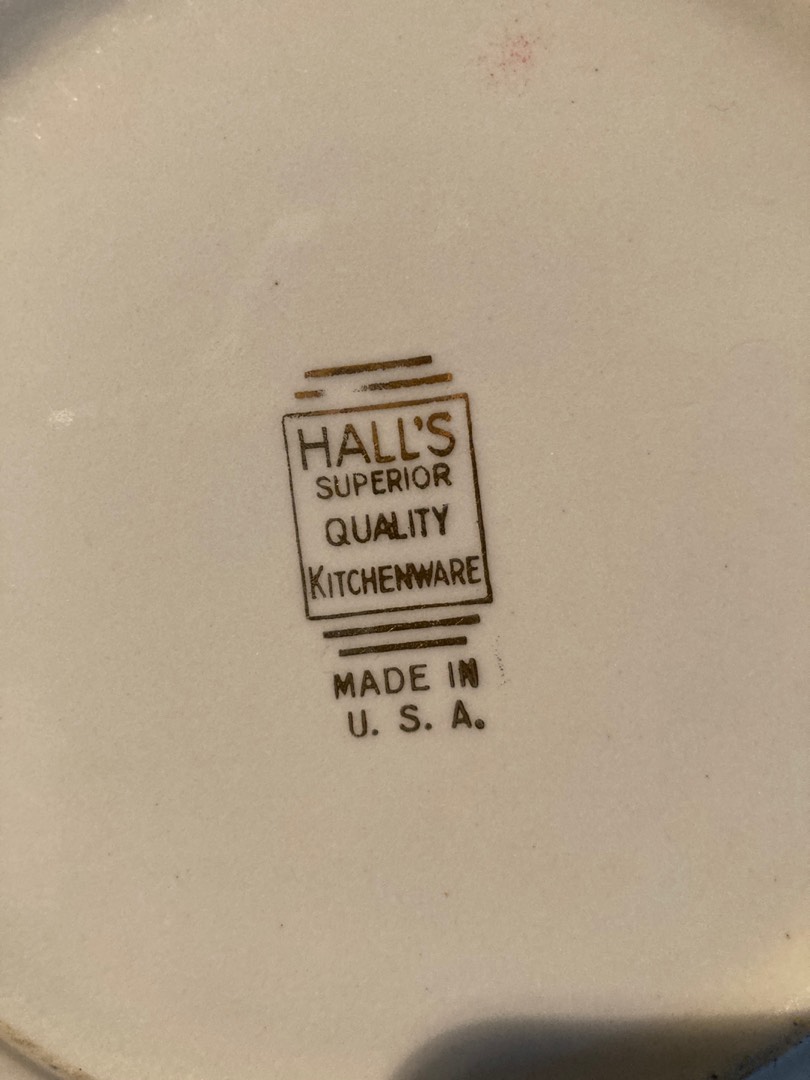 HALL'S
SUPERIOR
QUALITY
KITCHENWARE
MADE IN
U. S. A.